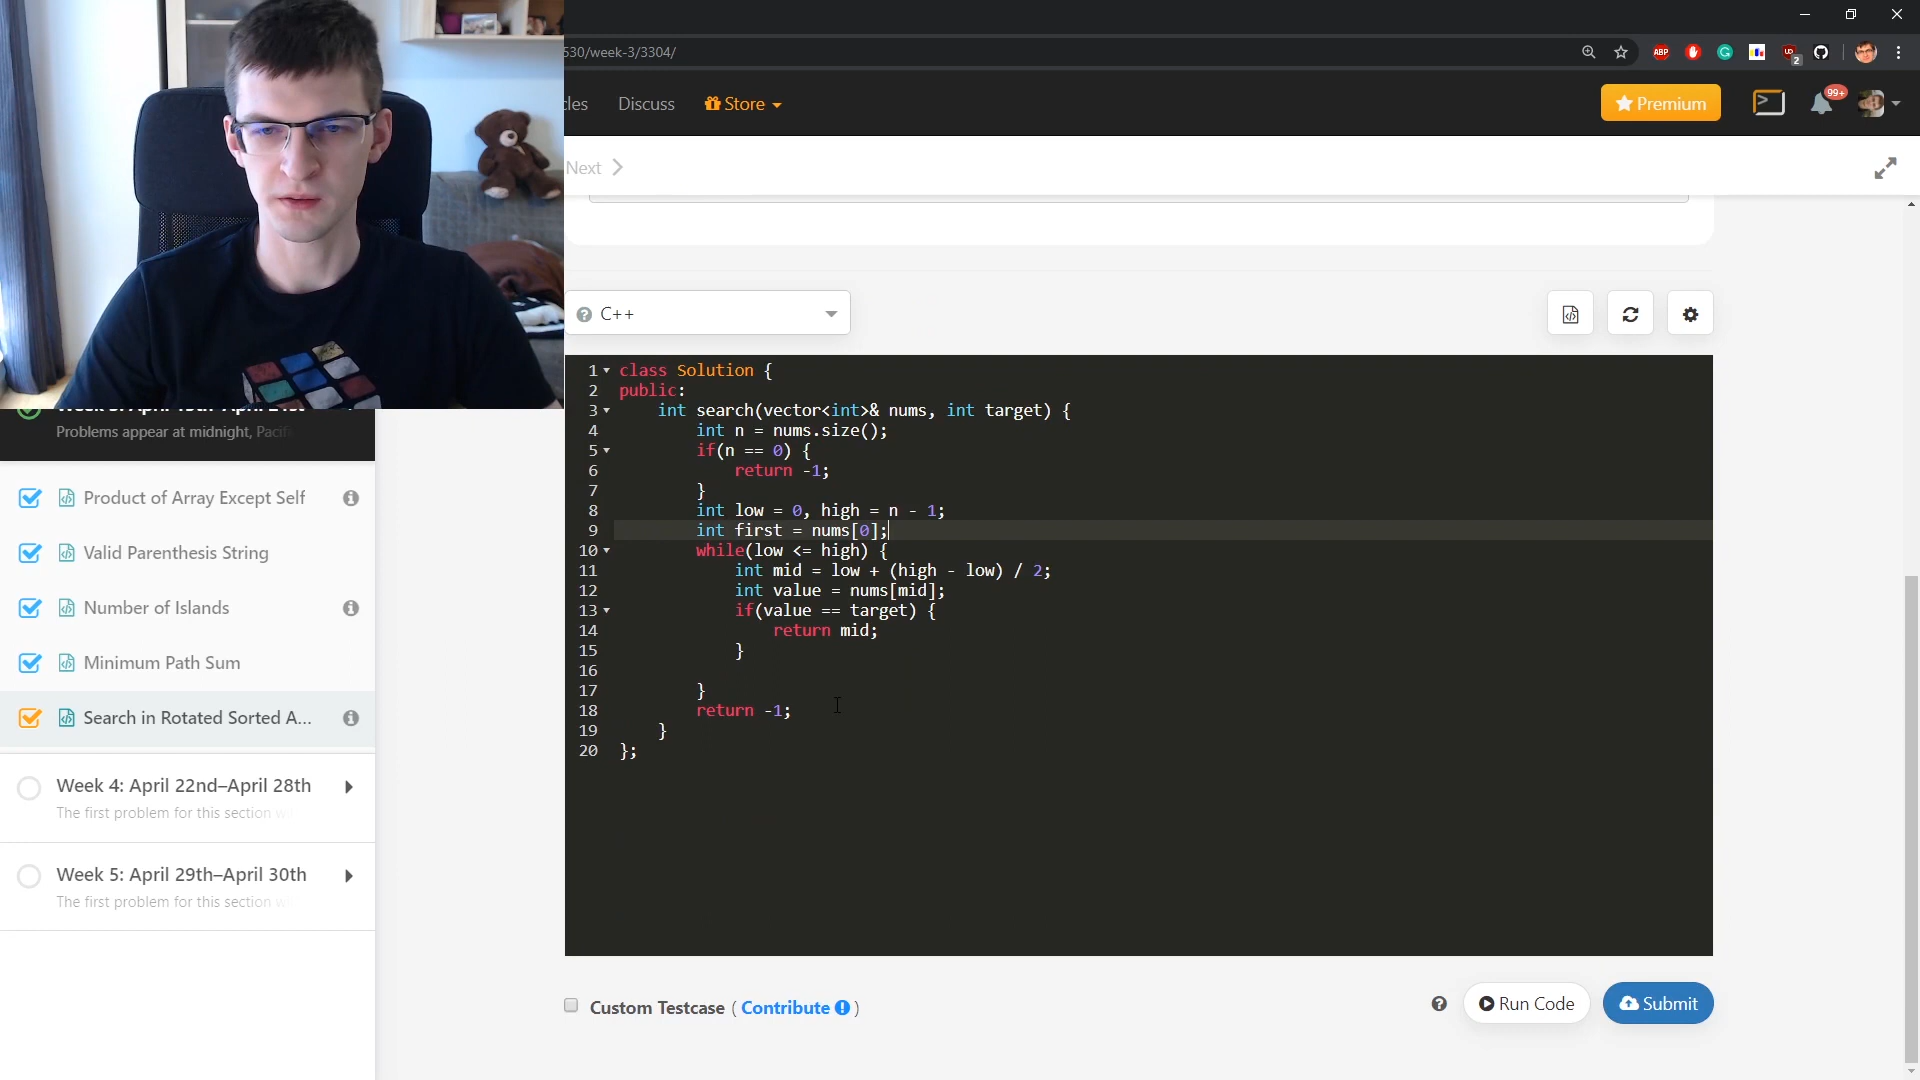 530/week-3/3304/
ABP
2
cles Discuss Store
Premium
99+
Next
C++
1 class Solution {
2 public:
3 int search(vector<int>& nums, int target) {
4 int n = nums.size();
5 if(n == 0) {
6 return -1;
7 }
8 int low = 0, high = n - 1;
9 int first = nums[0];
10 while(low <= high) {
11 int mid = low + (high - low) / 2;
12 int value = nums[mid];
13 if(value == target) {
14 return mid;
15 }
16
17 }
18 return -1;
19 }
20 };
Problems appear at midnight, Pacifi
Product of Array Except Self
Valid Parenthesis String
Number of Islands
Minimum Path Sum
Search in Rotated Sorted A...
Week 4: April 22nd–April 28th
The first problem for this section w
Week 5: April 29th–April 30th
The first problem for this section w
Custom Testcase ( Contribute )
Run Code
Submit